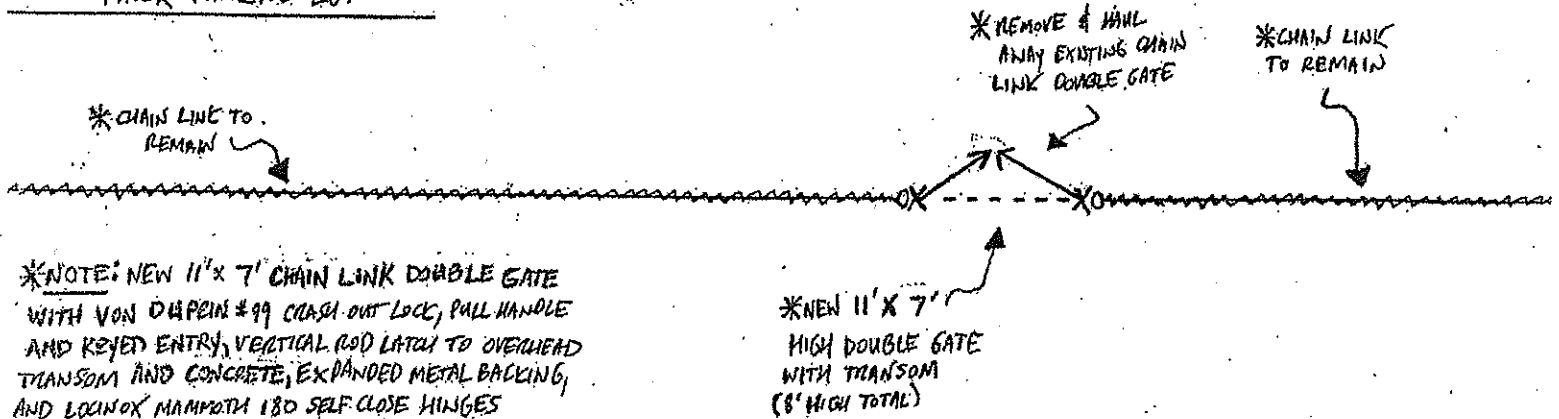 *REMOVE & HAUL
AWAY EXISTING CHAIN
LINK DOUBLE GATE
*CHAIN LINK
TO REMAIN
*CHAIN LINK TO
REMAIN
*NOTE: NEW 11'X 7' CHAIN LINK DOUBLE GATE
WITH VON DUPRIN #99 CRASH OUT LOCK, PULL HANDLE
AND KEYED ENTRY, VERTICAL ROD LATCH TO OVERHEAD
TRANSOM AND CONCRETE, EXPANDED METAL BACKING,
AND LOCINOX MAMMOTH 180 SELF CLOSE HINGES
*NEW 11' X 7'
HIGH DOUBLE GATE
WITH TRANSOM
(8' HIGH TOTAL)